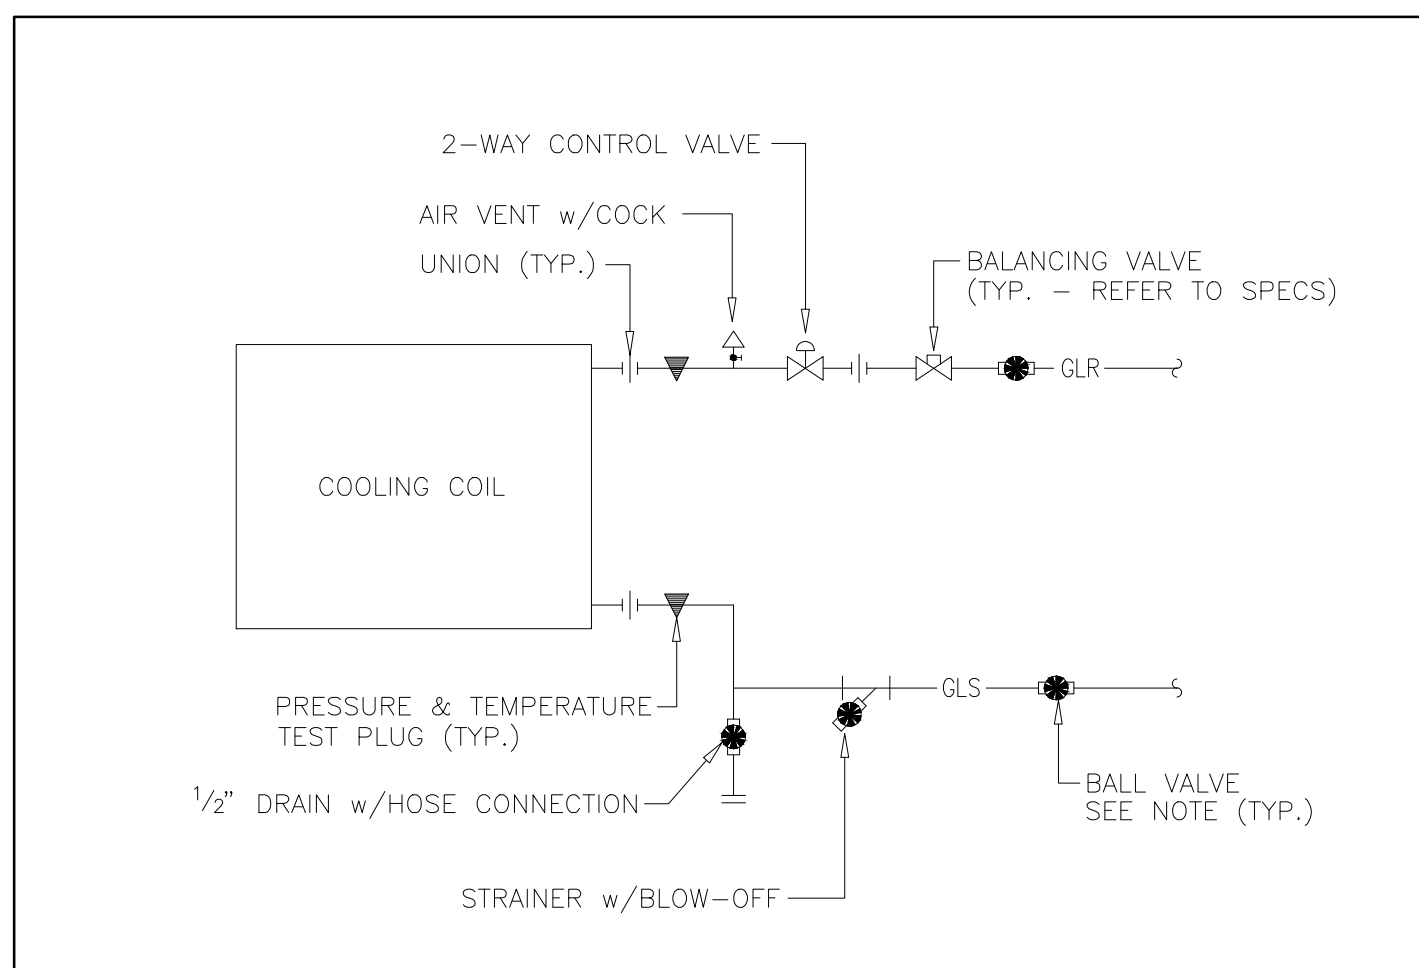 2-WAY CONTROL VALVE
AIR VENT w/COCK
UNION (TYP.)
BALANCING VALVE
(TYP. - REFER TO SPECS)
GLR
COOLING COIL
GLS
PRESSURE & TEMPERATURE
TEST PLUG (TYP.)
1/2" DRAIN w/HOSE CONNECTION
BALL VALVE
SEE NOTE (TYP.)
STRAINER w/BLOW-OFF